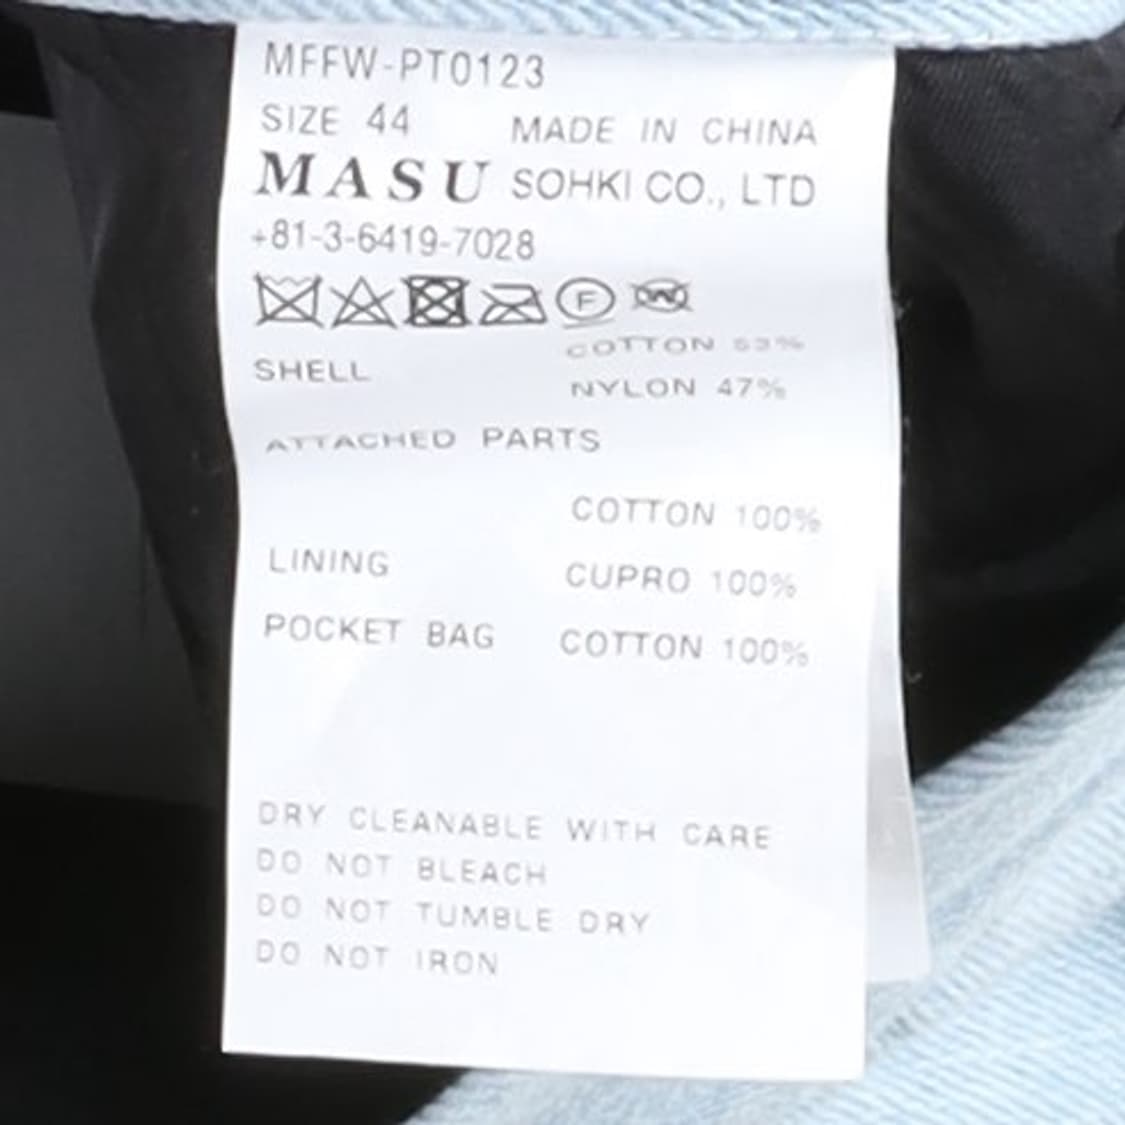 MFFW-PT0123
SIZE 44 MADE IN CHINA
MASU SOHKI CO., LTD
+81-3-6419-7028
F W
SHELL COTTON 53%
NYLON 47%
ATTACHED PARTS
COTTON 100%
LINING CUPRO 100%
POCKET BAG COTTON 100%
DRY CLEANABLE WITH CARE
DO NOT BLEACH
DO NOT TUMBLE DRY
DO NOT IRON